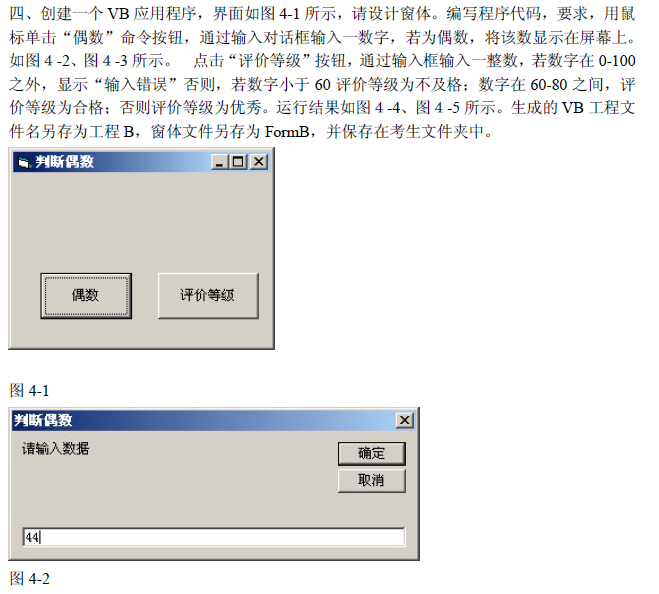 四、创建一个 VB 应用程序，界面如图 4-1 所示，请设计窗体。编写程序代码，要求，用鼠
标单击“偶数”命令按钮，通过输入对话框输入一数字，若为偶数，将该数显示在屏幕上。
如图 4 -2、图 4 -3 所示。 点击“评价等级”按钮，通过输入框输入一整数，若数字在 0-100
之外，显示“输入错误”否则，若数字小于 60 评价等级为不及格；数字在 60-80 之间，评
价等级为合格；否则评价等级为优秀。运行结果如图 4 -4、图 4 -5 所示。生成的 VB 工程文
件名另存为工程 B，窗体文件另存为 FormB，并保存在考生文件夹中。
判断偶数
偶数 评价等级
图 4-1
判断偶数
请输入数据
确定
取消
44
图 4-2